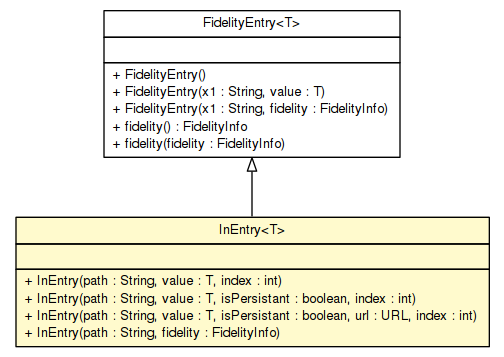 FidelityEntry<T>
+ FidelityEntry()
+ FidelityEntry(x1 : String, value : T)
+ FidelityEntry(x1 : String, fidelity : FidelityInfo)
+ fidelity() : FidelityInfo
+ fidelity(fidelity : FidelityInfo)
InEntry<T>
+ InEntry(path : String, value : T, index : int)
+ InEntry(path : String, value : T, isPersistant : boolean, index : int)
+ InEntry(path : String, value : T, isPersistant : boolean, url : URL, index : int)
+ InEntry(path : String, fidelity : FidelityInfo)